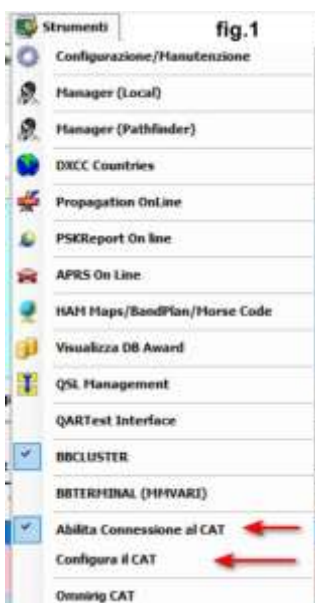 Strumenti fig.1
Configurazione/Manutenzione
Manager (Local)
Manager (Pathfinder)
DXCC Countries
Propagation OnLine
PSKReport On line
APRS On Line
HAM Maps/BandPlan/Morse Code
Visualizza DB Award
QSL Management
QARTest Interface
BBCLUSTER
BBTERMINAL (MMVARI)
Abilita Connessione al CAT
Configura il CAT
Omnirig CAT